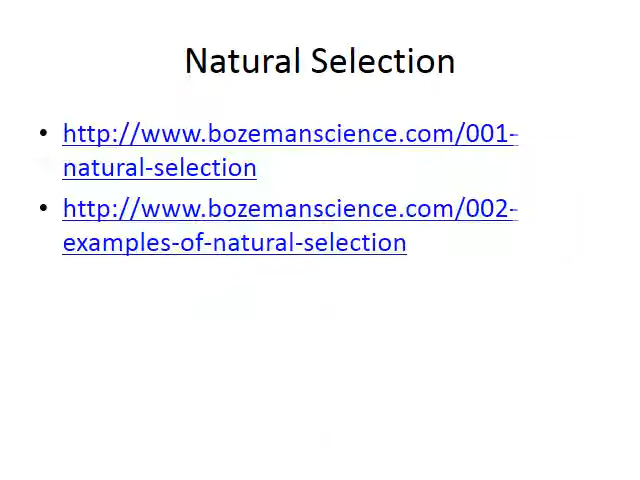 Natural Selection
• http://www.bozemanscience.com/001-
natural-selection
• http://www.bozemanscience.com/002-
examples-of-natural-selection